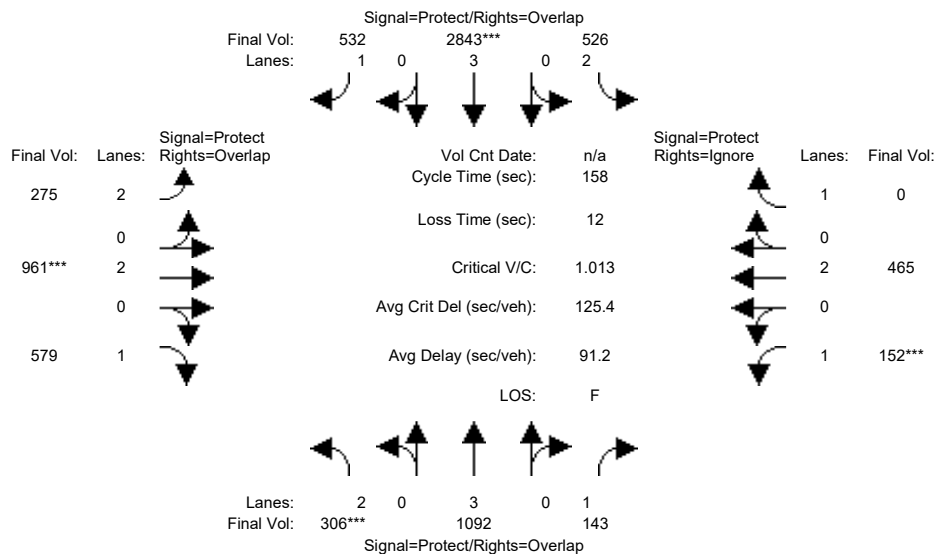 Signal=Protect/Rights=Overlap
Final Vol: 532 2843*** 526
Lanes: 1 0 3 0 2
Signal=Protect
Final Vol: Lanes: Rights=Overlap
Vol Cnt Date: n/a
Signal=Protect
Rights=Ignore Lanes: Final Vol:
Cycle Time (sec): 158
275 2
1 0
Loss Time (sec): 12
0
0
961*** 2
Critical V/C: 1.013
2 465
0
Avg Crit Del (sec/veh): 125.4
0
579 1
Avg Delay (sec/veh): 91.2
1 152***
LOS: F
Lanes: 2 0 3 0 1
Final Vol: 306*** 1092 143
Signal=Protect/Rights=Overlap